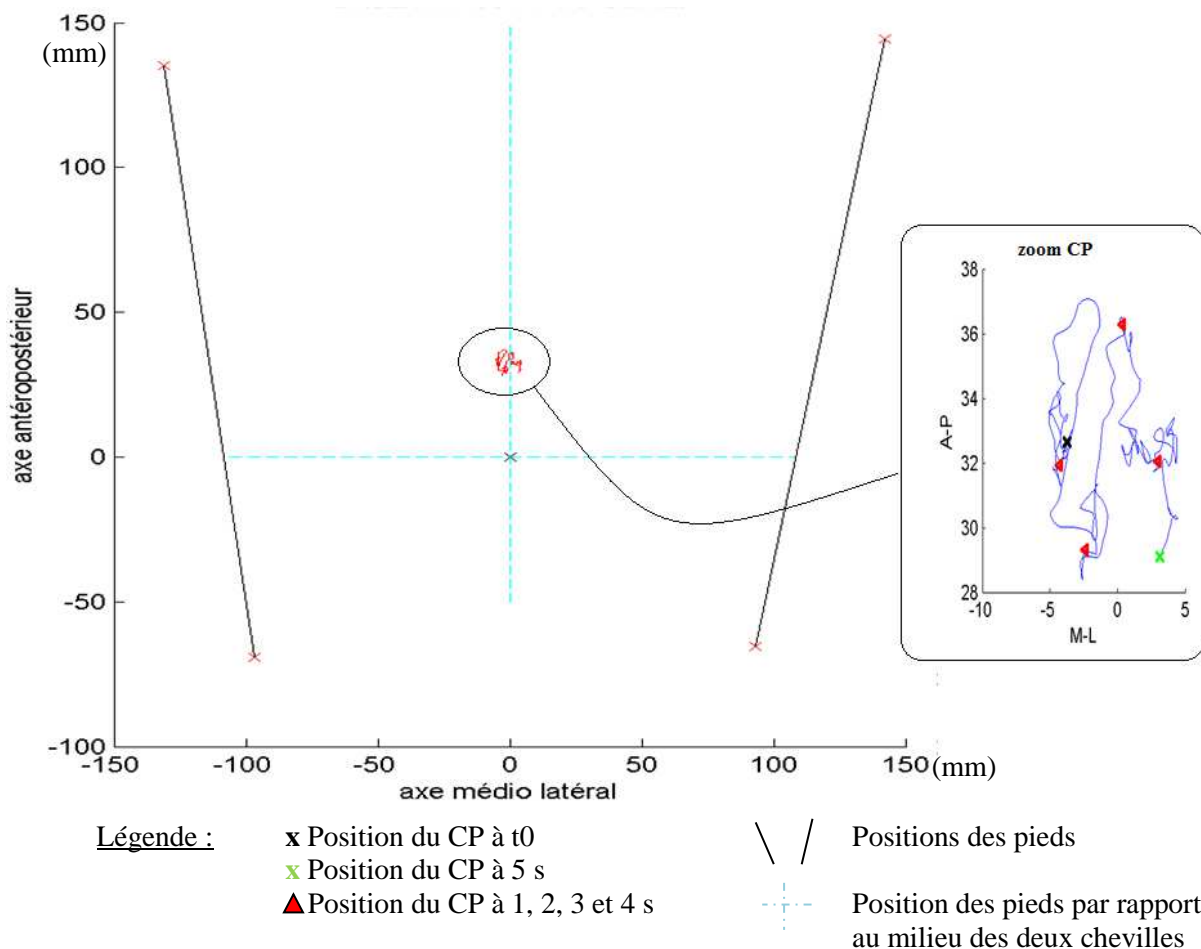 150
(mm)
100
50
0
-50
-100
axe antéropostérieur
-150
-100
-50
0
50
100
150
(mm)
axe médio latéral
zoom CP
38
36
34
32
30
28
A-P
-10
-5
0
5
M-L
Légende :
x Position du CP à t0
x Position du CP à 5 s
Position du CP à 1, 2, 3 et 4 s
Positions des pieds
Position des pieds par rapport
au milieu des deux chevilles